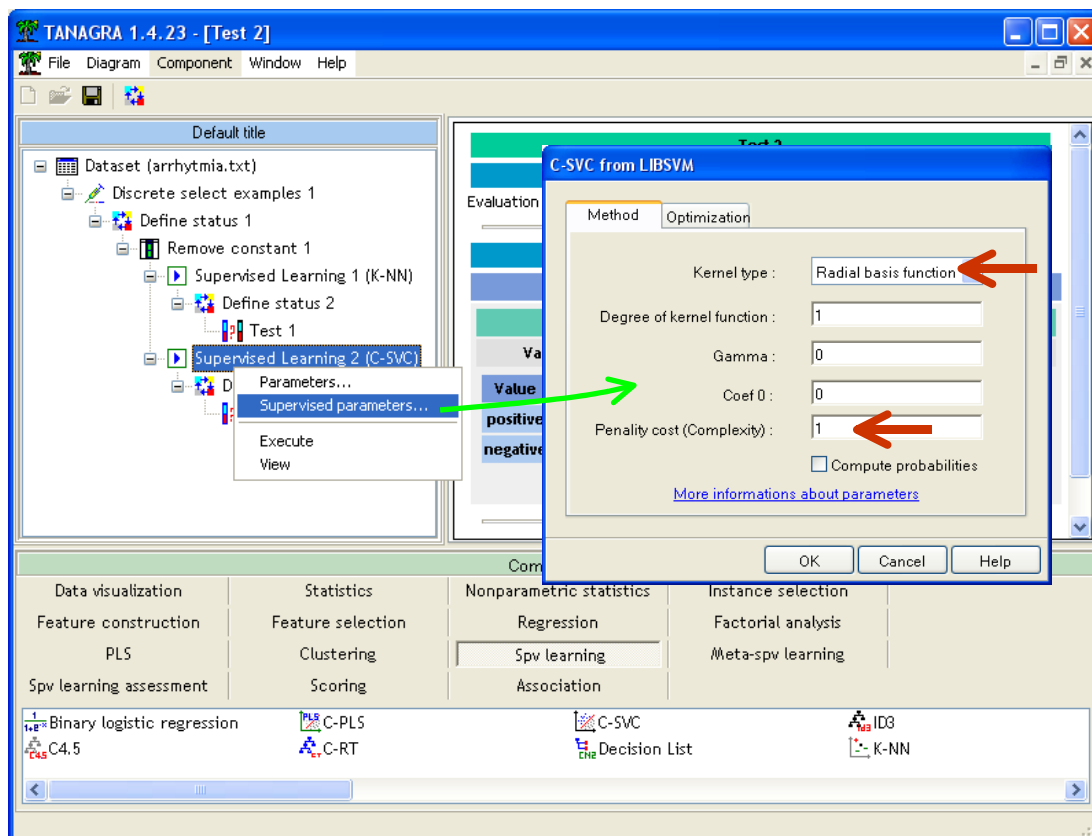 TANAGRA 1.4.23 - [Test 2]
File Diagram Component Window Help
Default title
Dataset (arrhytmia.txt)
Discrete select examples 1
Define status 1
Remove constant 1
Supervised Learning 1 (K-NN)
Define status 2
Test 1
Supervised Learning 2 (C-SVC)
D
Parameters...
Supervised parameters...
Execute
View
Evaluation
Value
positive
negative
C-SVC from LIBSVM
Method Optimization
Kernel type : Radial basis function
Degree of kernel function : 1
Gamma : 0
Coef 0 : 0
Penality cost (Complexity) : 1
Compute probabilities
More informations about parameters
OK Cancel Help
Com
Data visualization Statistics Nonparametric statistics Instance selection
Feature construction Feature selection Regression Factorial analysis
PLS Clustering Spv learning Meta-spv learning
Spv learning assessment Scoring Association
Binary logistic regression C-PLS C-SVC ID3
C4.5 C-RT Decision List K-NN